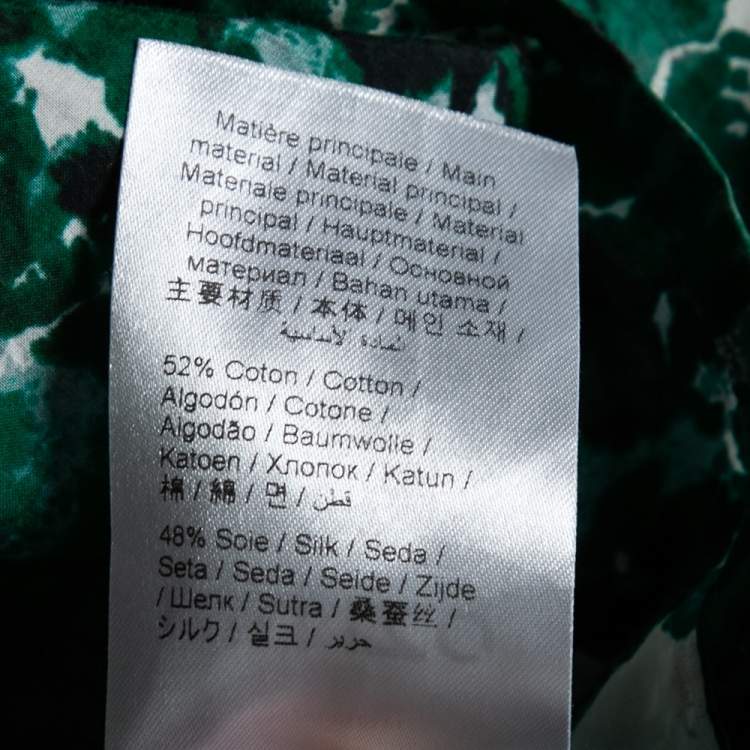 Matière principale / Main
material / Material principal /
Materiale principale / Material
principal / Hauptmaterial /
Hoofdmateriaal / Основной
материал / Bahan utama /
主要材质 / 本体 / 메인 소재 /
المادة الأساسية
52% Coton / Cotton /
Algodón / Cotone /
Algodão / Baumwolle /
Katoen / Хлопок / Katun /
棉 / 綿 / 면 / قطن
48% Soie / Silk / Seda /
Seta / Seda / Seide / Zijde
/ Шелк / Sutra / 桑蚕丝 /
シルク / 실크 / حرير